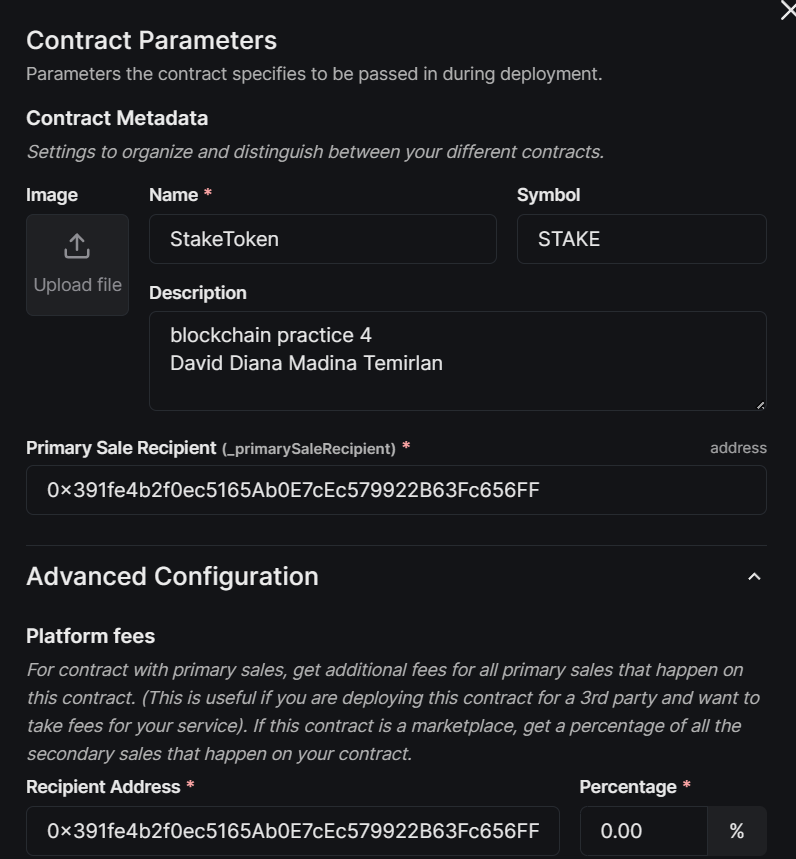 Contract Parameters
Parameters the contract specifies to be passed in during deployment.
Contract Metadata
Settings to organize and distinguish between your different contracts.
Image
Name *
Symbol
Upload file
StakeToken
STAKE
Description
blockchain practice 4
David Diana Madina Temirlan
Primary Sale Recipient (_primarySaleRecipient) *
address
0x391fe4b2f0ec5165Ab0E7cEc579922B63Fc656FF
Advanced Configuration
Platform fees
For contract with primary sales, get additional fees for all primary sales that happen on
this contract. (This is useful if you are deploying this contract for a 3rd party and want to
take fees for your service). If this contract is a marketplace, get a percentage of all the
secondary sales that happen on your contract.
Recipient Address *
Percentage *
0x391fe4b2f0ec5165Ab0E7cEc579922B63Fc656FF
0.00
%